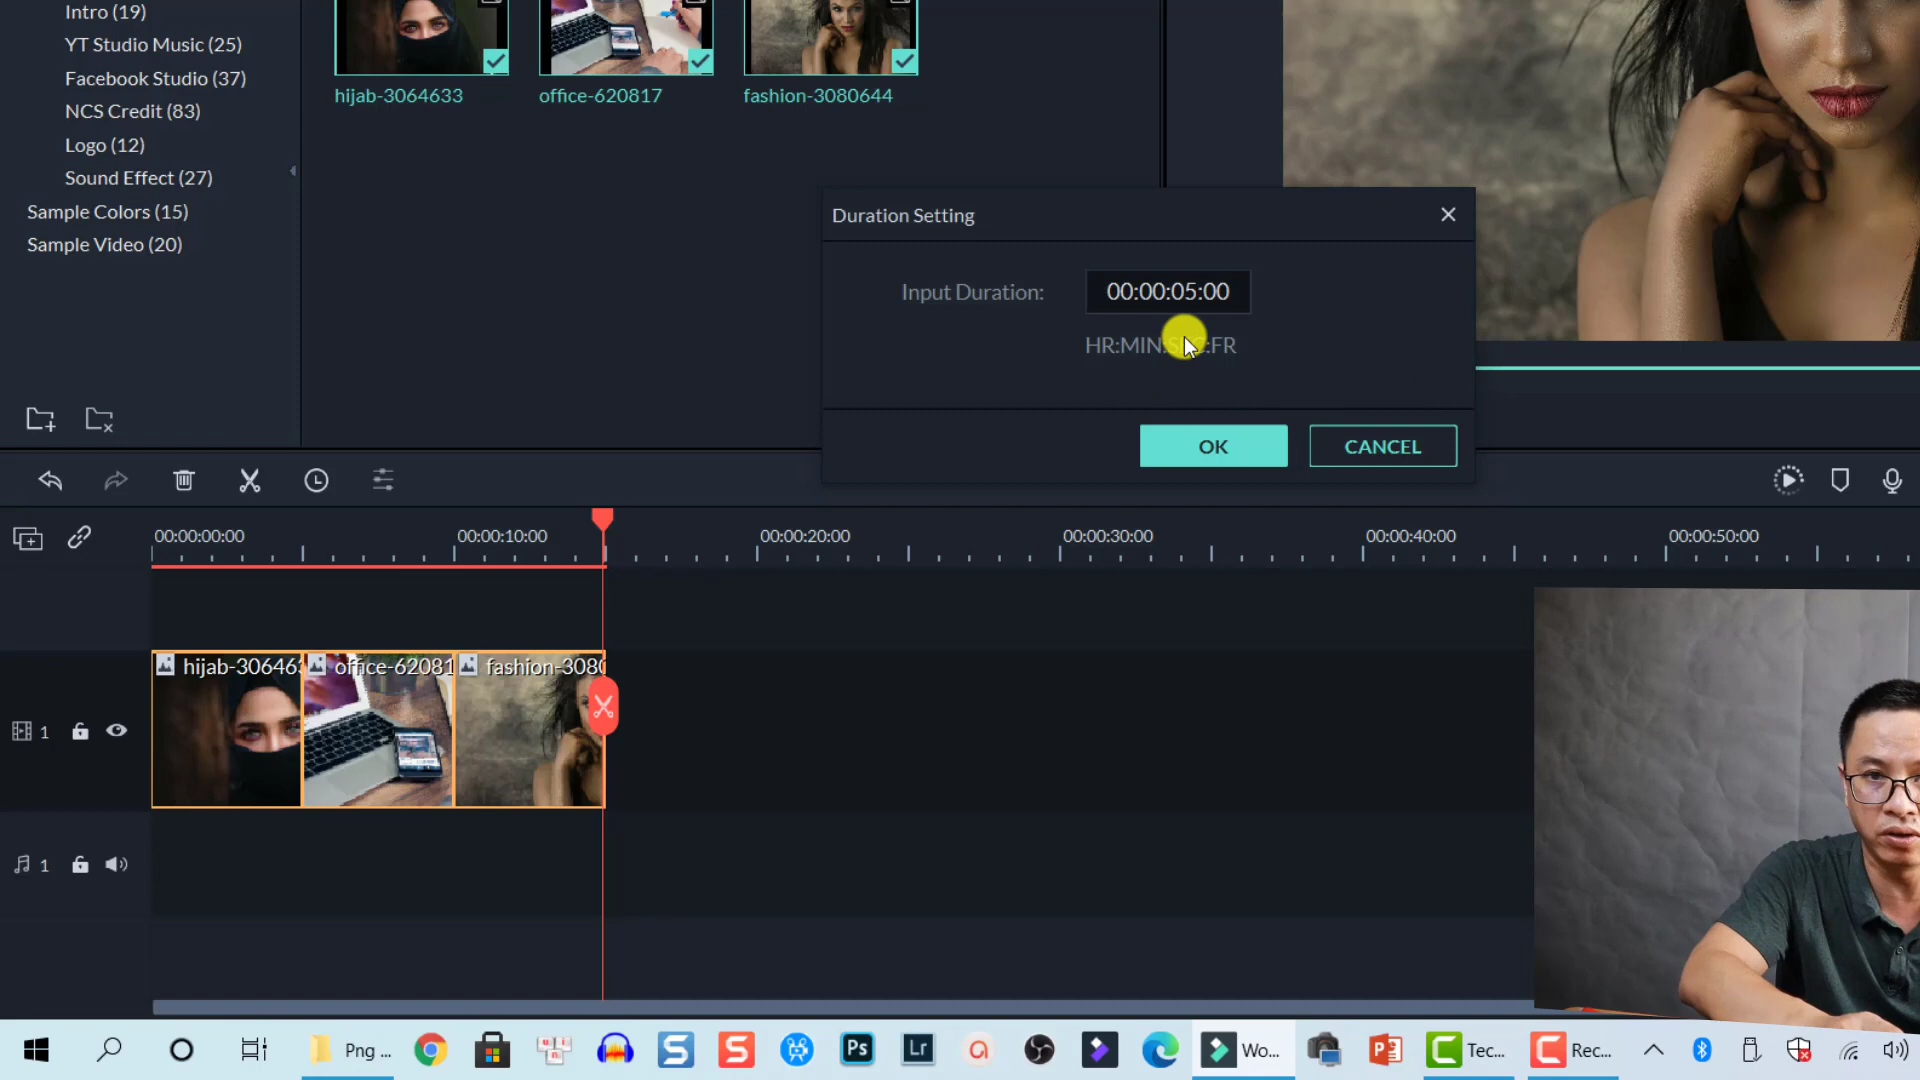 Intro (19)
YT Studio Music (25)
Facebook Studio (37)
NCS Credit (83)
Logo (12)
Sound Effect (27)
Sample Colors (15)
Sample Video (20)
hijab-3064633
office-620817
fashion-3080644
Duration Setting
Input Duration:
00:00:05:00
HR:MIN:SEC:FR
OK
CANCEL
00:00:00:00
00:00:10:00
00:00:20:00
00:00:30:00
00:00:40:00
00:00:50:00
hijab-306463
office-62081
fashion-308
1
1
Png ...
Ps
Lr
Wo...
Tec...
Rec...